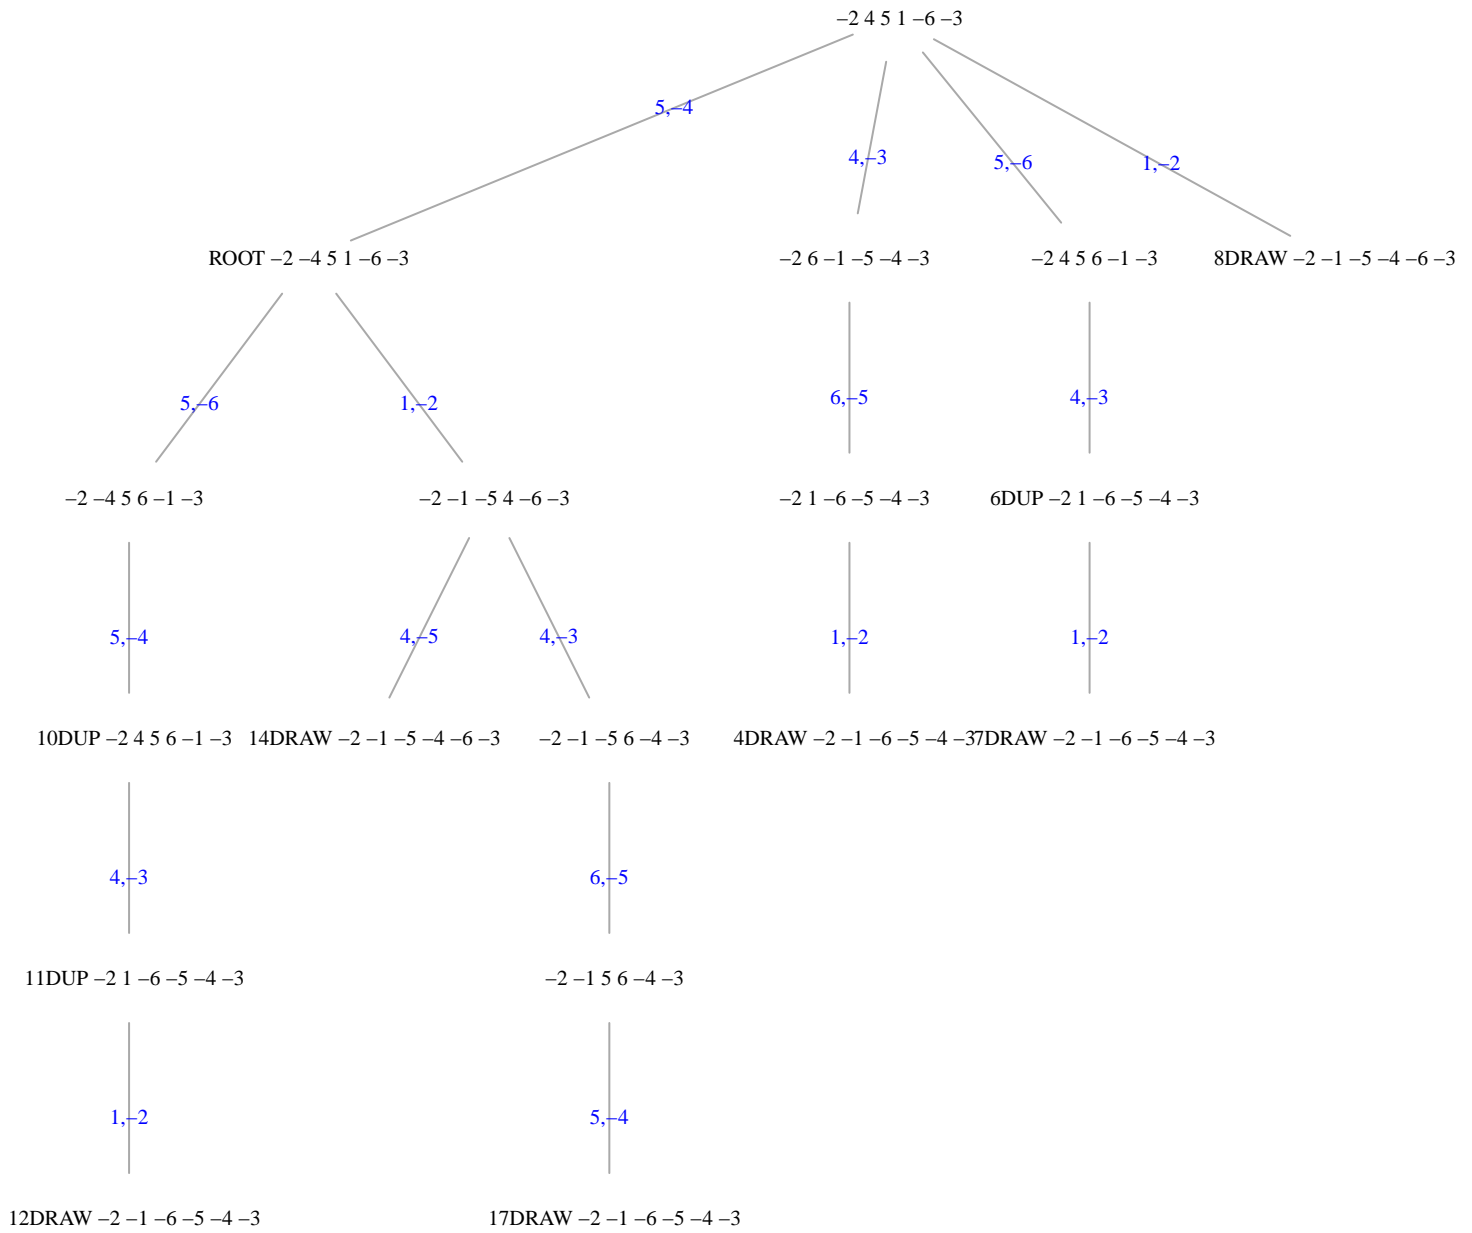 −2 4 5 1 −6 −3
5,−4
4,−3
5,−6
1,−2
ROOT −2 −4 5 1 −6 −3
−2 6 −1 −5 −4 −3
−2 4 5 6 −1 −3
8DRAW −2 −1 −5 −4 −6 −3
5,−6
1,−2
6,−5
4,−3
−2 −4 5 6 −1 −3
−2 −1 −5 4 −6 −3
−2 1 −6 −5 −4 −3
6DUP −2 1 −6 −5 −4 −3
5,−4
4,−5
4,−3
1,−2
1,−2
10DUP −2 4 5 6 −1 −3
14DRAW −2 −1 −5 −4 −6 −3
−2 −1 −5 6 −4 −3
4DRAW −2 −1 −6 −5 −4 −3
7DRAW −2 −1 −6 −5 −4 −3
4,−3
6,−5
11DUP −2 1 −6 −5 −4 −3
−2 −1 5 6 −4 −3
1,−2
5,−4
12DRAW −2 −1 −6 −5 −4 −3
17DRAW −2 −1 −6 −5 −4 −3